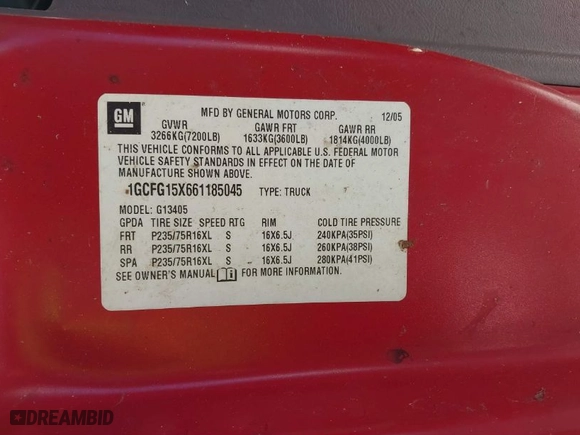 GM
MFD BY GENERAL MOTORS CORP. 12/05
GVWR GAWR FRT GAWR RR
3266KG(7200LB) 1633KG(3600LB) 1814KG(4000LB)
THIS VEHICLE CONFORMS TO ALL APPLICABLE U.S. FEDERAL MOTOR
VEHICLE SAFETY STANDARDS IN EFFECT ON THE DATE OF
MANUFACTURE SHOWN ABOVE.
1GCFG15X661185045 TYPE: TRUCK
MODEL: G13405
GPDA TIRE SIZE SPEED RTG RIM COLD TIRE PRESSURE
FRT P235/75R16XL S 16X6.5J 240KPA(35PSI)
RR P235/75R16XL S 16X6.5J 260KPA(38PSI)
SPA P235/75R16XL S 16X6.5J 280KPA(41PSI)
SEE OWNER'S MANUAL FOR MORE INFORMATION.
DREAMBID